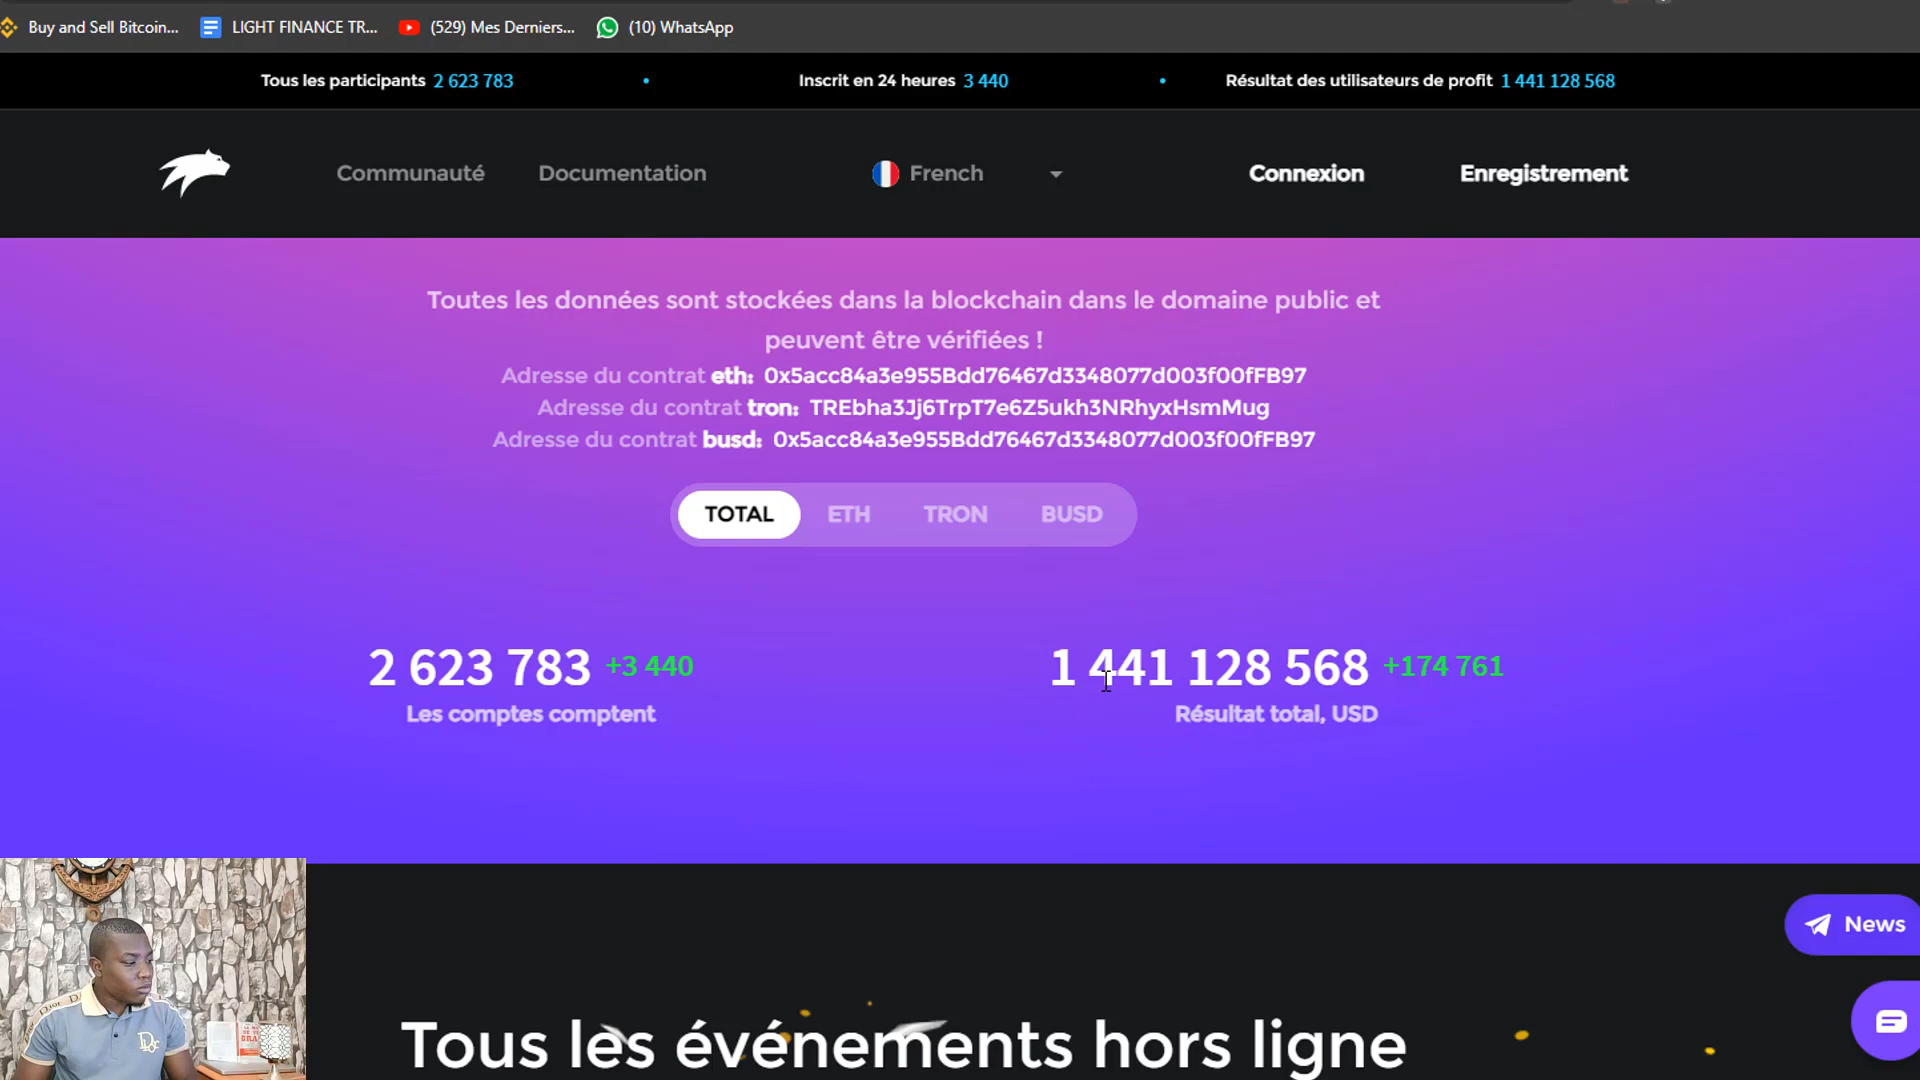 Buy and Sell Bitcoin... LIGHT FINANCE TR... (529) Mes Derniers... (10) WhatsApp
Tous les participants 2 623 783 • Inscrit en 24 heures 3 440 • Résultat des utilisateurs de profit 1 441 128 568
Communauté Documentation French Connexion Enregistrement
Toutes les données sont stockées dans la blockchain dans le domaine public et
peuvent être vérifiées !
Adresse du contrat eth: 0x5acc84a3e955Bdd76467d3348077d003f00fFB97
Adresse du contrat tron: TREbha3Jj6TrpT7e6Z5ukh3NRhyxHsmMug
Adresse du contrat busd: 0x5acc84a3e955Bdd76467d3348077d003f00fFB97
TOTAL ETH TRON BUSD
2 623 783 +3 440
Les comptes comptent
1 441 128 568 +174 761
Résultat total, USD
News
Tous les événements hors ligne